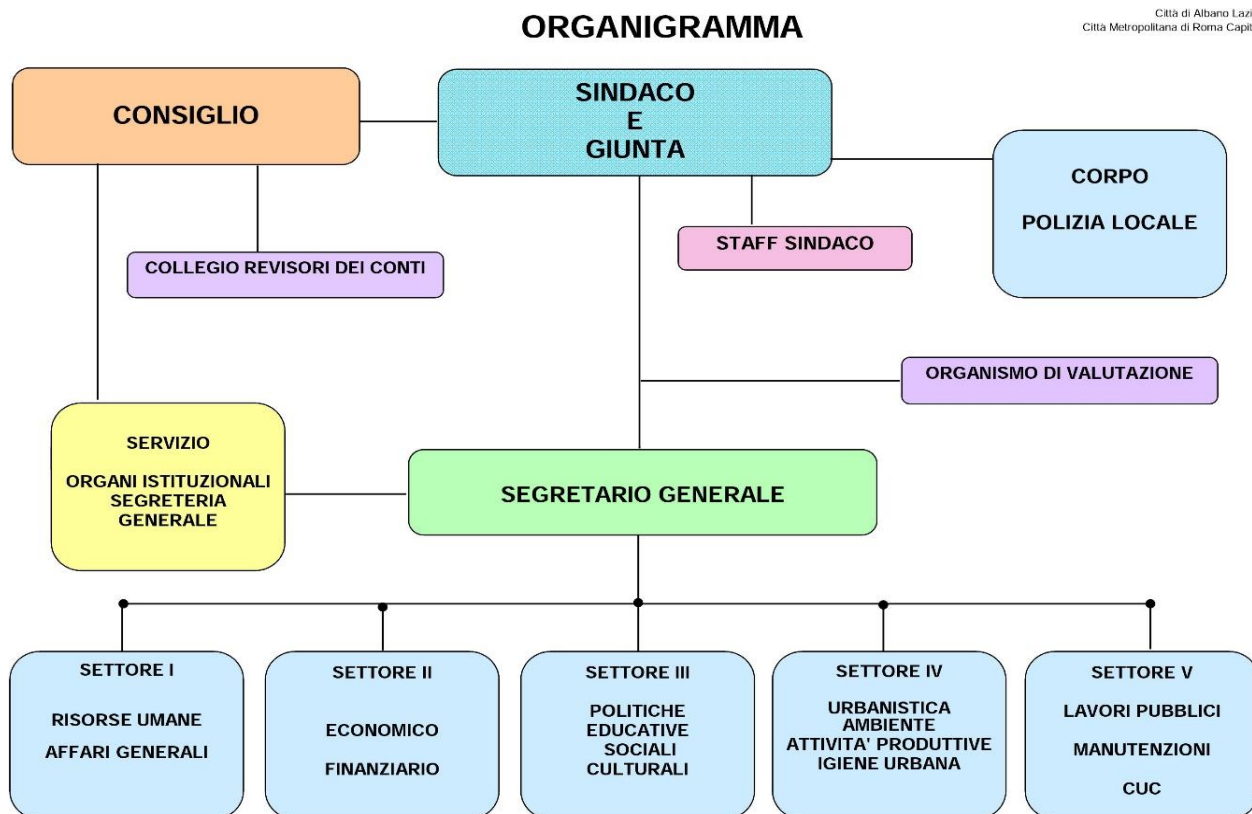 ORGANIGRAMMA
Città di Albano Lazi
Città Metropolitana di Roma Capit
CONSIGLIO
SINDACO
E
GIUNTA
CORPO
POLIZIA LOCALE
STAFF SINDACO
COLLEGIO REVISORI DEI CONTI
ORGANISMO DI VALUTAZIONE
SERVIZIO
ORGANI ISTITUZIONALI
SEGRETERIA
GENERALE
SEGRETARIO GENERALE
SETTORE I
RISORSE UMANE
AFFARI GENERALI
SETTORE II
ECONOMICO
FINANZIARIO
SETTORE III
POLITICHE
EDUCATIVE
SOCIALI
CULTURALI
SETTORE IV
URBANISTICA
AMBIENTE
ATTIVITA' PRODUTTIVE
IGIENE URBANA
SETTORE V
LAVORI PUBBLICI
MANUTENZIONI
CUC